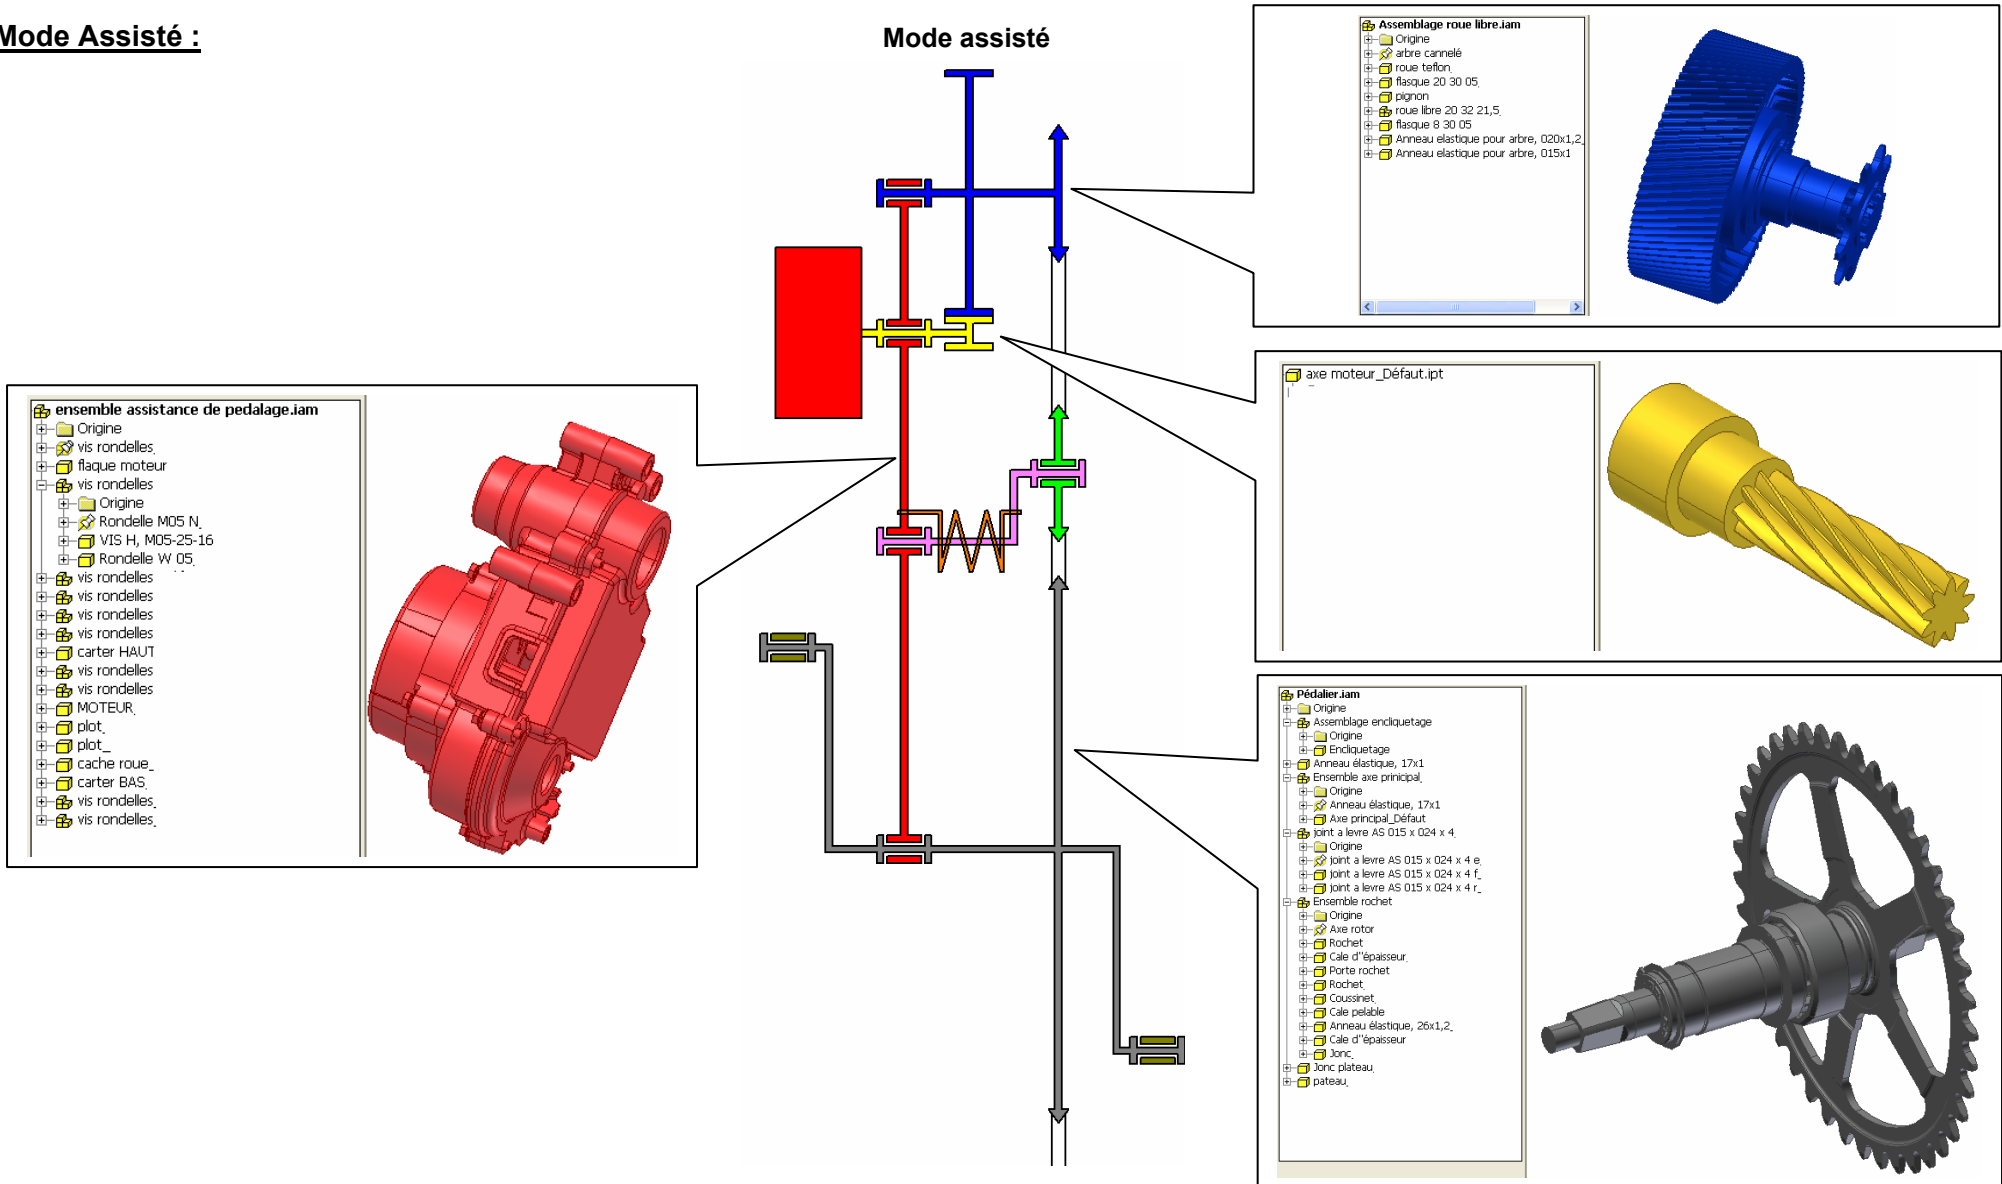 Mode Assisté :
Mode assisté
Assemblage roue libre.iam
Origine
arbre cannelé
roue teflon
flasque 20 30 05
pignon
roue libre 20 32 21,5
flasque 8 30 05
Anneau elastique pour arbre, 020x1,2
Anneau elastique pour arbre, 015x1
axe moteur_Défaut.ipt
ensemble assistance de pedalage.iam
Origine
vis rondelles
flaque moteur
vis rondelles
Origine
Rondelle M05 N
VIS H, M05-25-16
Rondelle W 05
vis rondelles
vis rondelles
vis rondelles
vis rondelles
carter HAUT
vis rondelles
vis rondelles
MOTEUR
plot
plot_
cache roue_
carter BAS
vis rondelles
vis rondelles
Pédalier.iam
Origine
Assemblage encliquetage
Origine
Encliquetage
Anneau élastique, 17x1
Ensemble axe prinicipal
Origine
Anneau élastique, 17x1
Axe principal_Défaut
joint a levre AS 015 x 024 x 4
Origine
joint a levre AS 015 x 024 x 4 e
joint a levre AS 015 x 024 x 4 f_
joint a levre AS 015 x 024 x 4 r_
Ensemble rochet
Origine
Axe rotor
Rochet
Cale d''épaisseur
Porte rochet
Rochet
Coussinet
Cale pelable
Anneau élastique, 26x1,2_
Cale d''épaisseur
Jonc
Jonc plateau
pateau